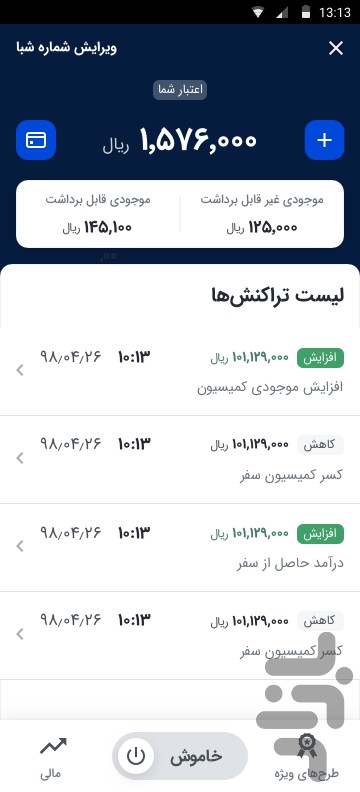 13:13
ویرایش شماره شبا
اعتبار شما
۱,۵۷۶,۰۰۰ ریال
موجودی غیر قابل برداشت
۱۲۵,۰۰۰ ریال
موجودی قابل برداشت
۱۴۵,۱۰۰ ریال
لیست تراکنش‌ها
افزایش ۱۰۱,۱۲۹,۰۰۰ ریال ۱۰:۱۳ ۹۸/۰۴/۲۶
افزایش موجودی کمیسیون
کاهش ۱۰۱,۱۲۹,۰۰۰ ریال ۱۰:۱۳ ۹۸/۰۴/۲۶
کسر کمیسیون سفر
افزایش ۱۰۱,۱۲۹,۰۰۰ ریال ۱۰:۱۳ ۹۸/۰۴/۲۶
درآمد حاصل از سفر
کاهش ۱۰۱,۱۲۹,۰۰۰ ریال ۱۰:۱۳ ۹۸/۰۴/۲۶
کسر کمیسیون سفر
طرح‌های ویژه
خاموش
مالی